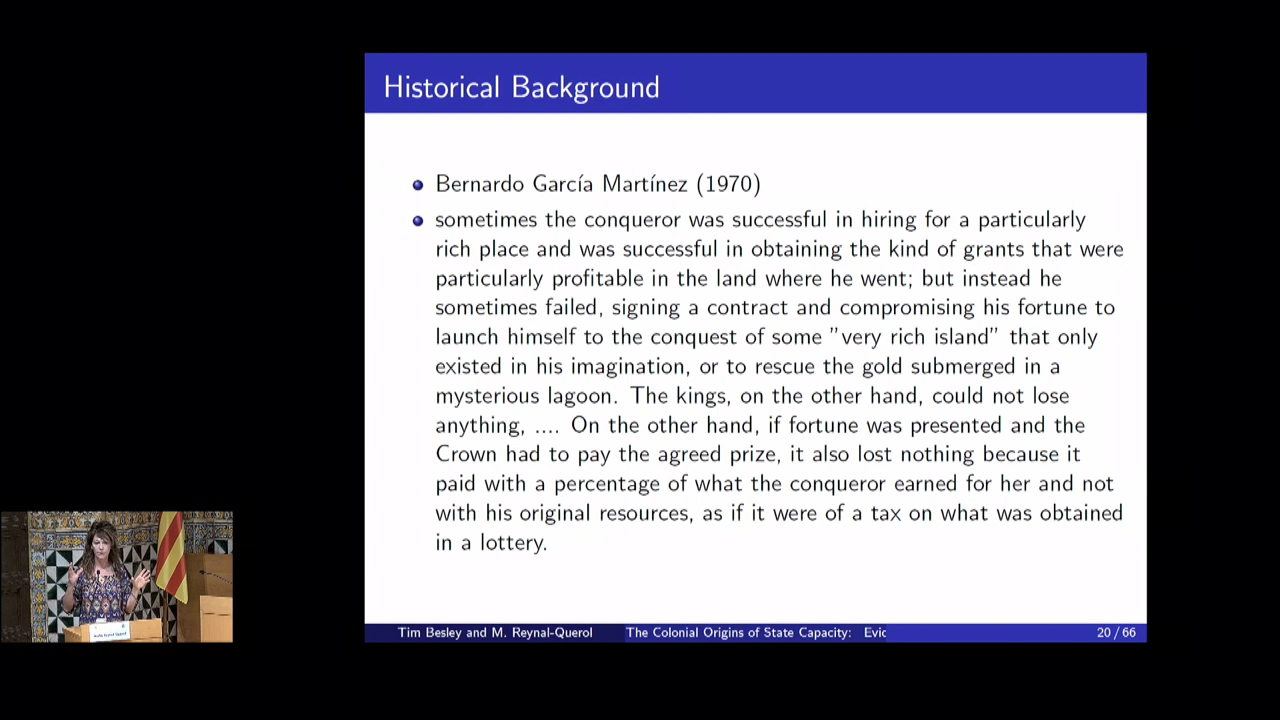 Historical Background
Bernardo García Martínez (1970)
sometimes the conqueror was successful in hiring for a particularly
rich place and was successful in obtaining the kind of grants that were
particularly profitable in the land where he went; but instead he
sometimes failed, signing a contract and compromising his fortune to
launch himself to the conquest of some "very rich island" that only
existed in his imagination, or to rescue the gold submerged in a
mysterious lagoon. The kings, on the other hand, could not lose
anything, .... On the other hand, if fortune was presented and the
Crown had to pay the agreed prize, it also lost nothing because it
paid with a percentage of what the conqueror earned for her and not
with his original resources, as if it were of a tax on what was obtained
in a lottery.
Tim Besley and M. Reynal-Querol The Colonial Origins of State Capacity: Evic 20 / 66